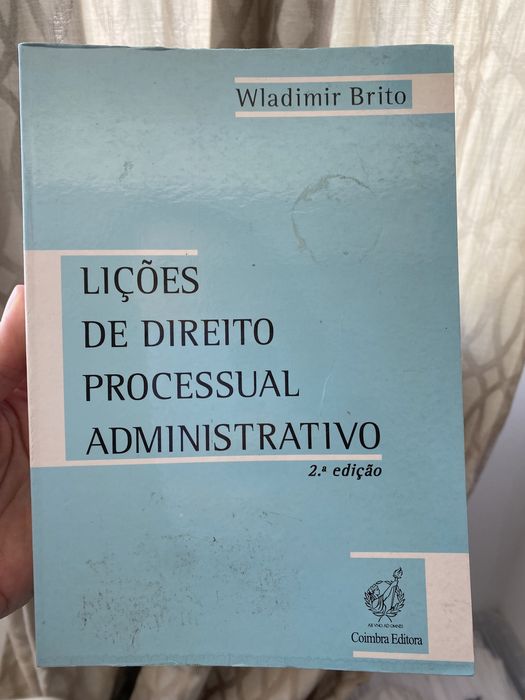 Wladimir Brito
LIÇÕES
DE DIREITO
PROCESSUAL
ADMINISTRATIVO
2.ª edição
Coimbra Editora